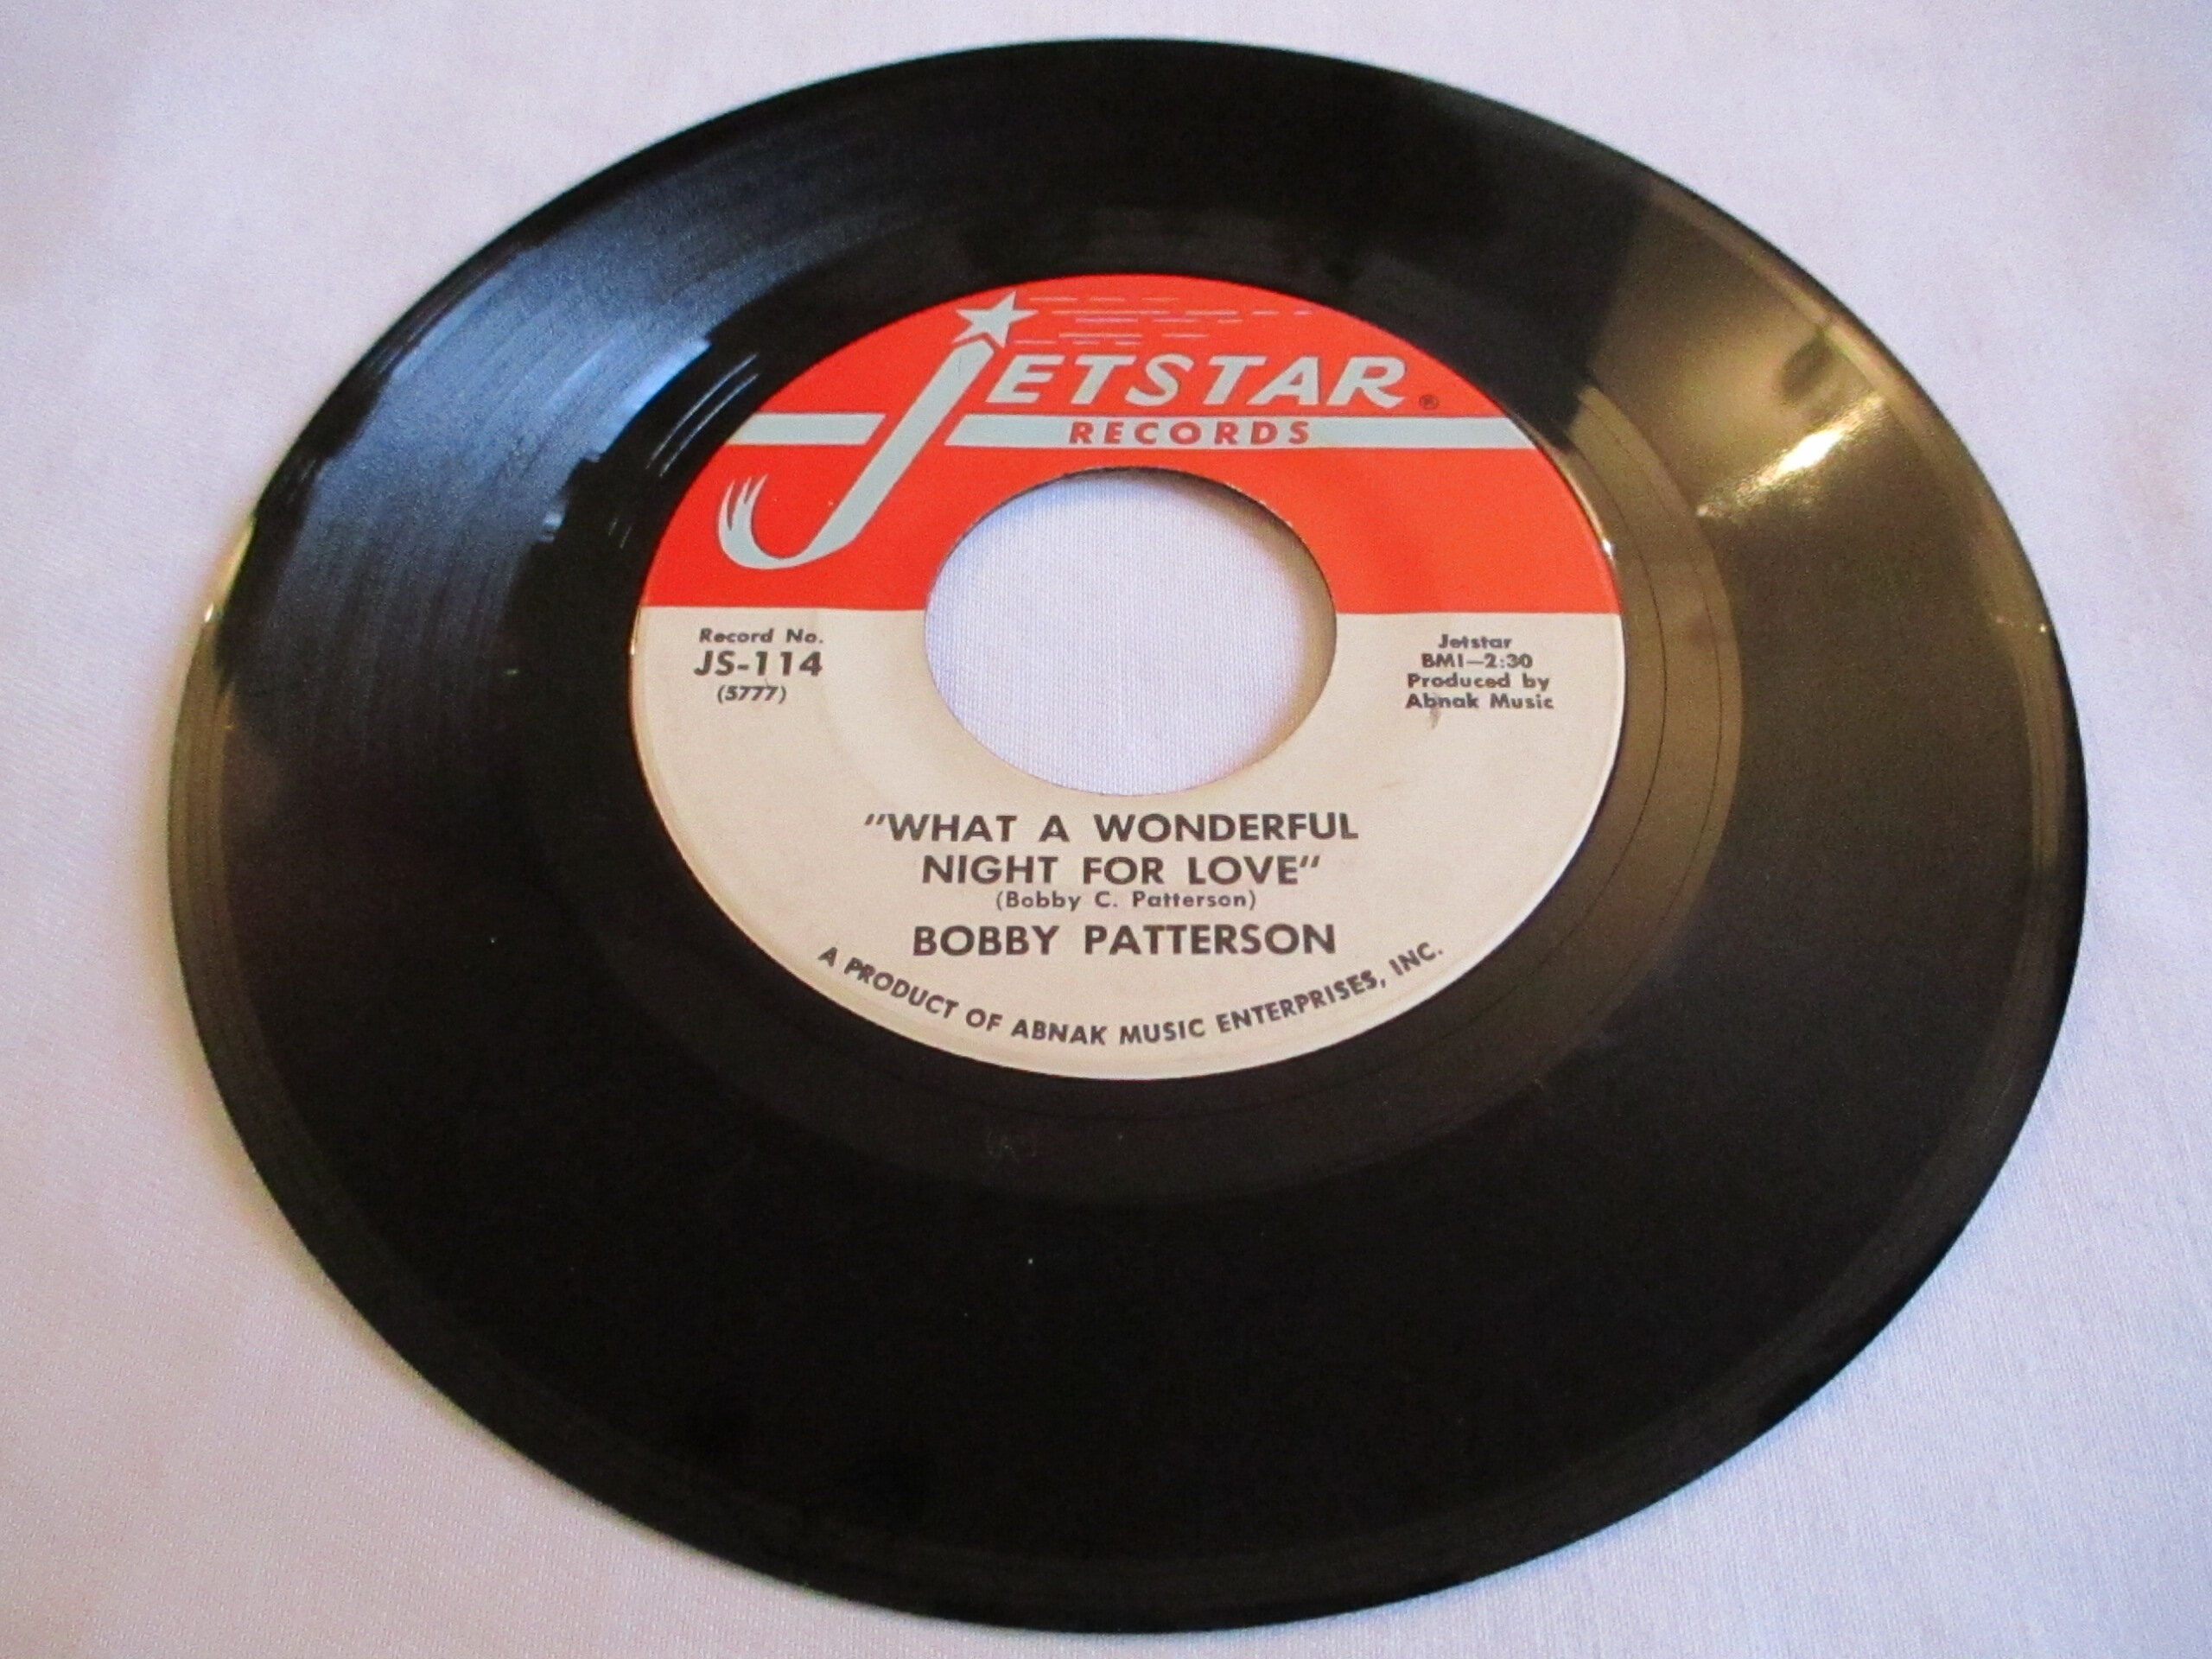 JETSTAR®
RECORDS
Record No.
JS-114
(5777)
Jetstar
BMI—2:30
Produced by
Abnak Music
"WHAT A WONDERFUL
NIGHT FOR LOVE"
(Bobby C. Patterson)
BOBBY PATTERSON
A PRODUCT OF ABNAK MUSIC ENTERPRISES, INC.